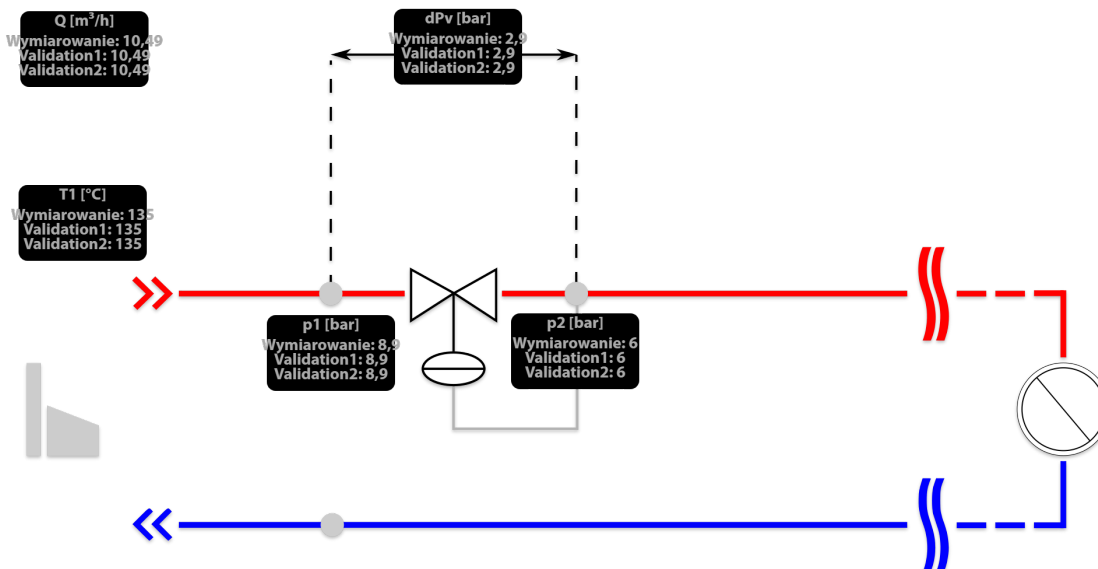 Q [m³/h]
Wymiarowanie: 10,49
Validation1: 10,49
Validation2: 10,49
dPv [bar]
Wymiarowanie: 2,9
Validation1: 2,9
Validation2: 2,9
T1 [°C]
Wymiarowanie: 135
Validation1: 135
Validation2: 135
p1 [bar]
Wymiarowanie: 8,9
Validation1: 8,9
Validation2: 8,9
p2 [bar]
Wymiarowanie: 6
Validation1: 6
Validation2: 6